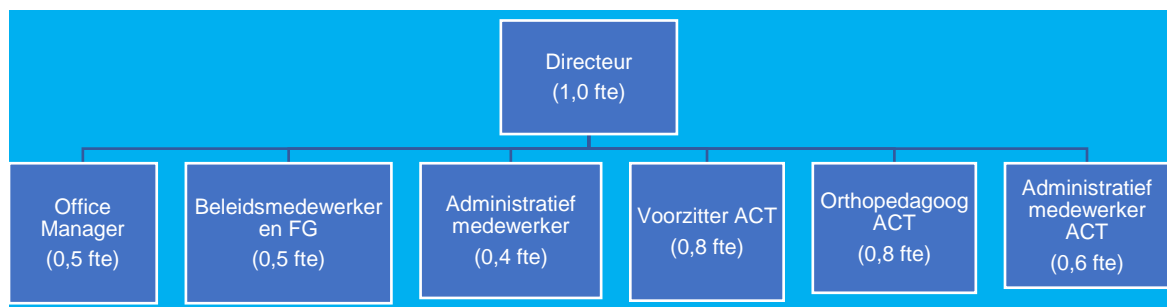 Directeur
(1,0 fte)
Office
Manager
(0,5 fte)
Beleidsmedewerker
en FG
(0,5 fte)
Administratief
medewerker
(0,4 fte)
Voorzitter ACT
(0,8 fte)
Orthopedagoog
ACT
(0,8 fte)
Administratief
medewerker
ACT
(0,6 fte)